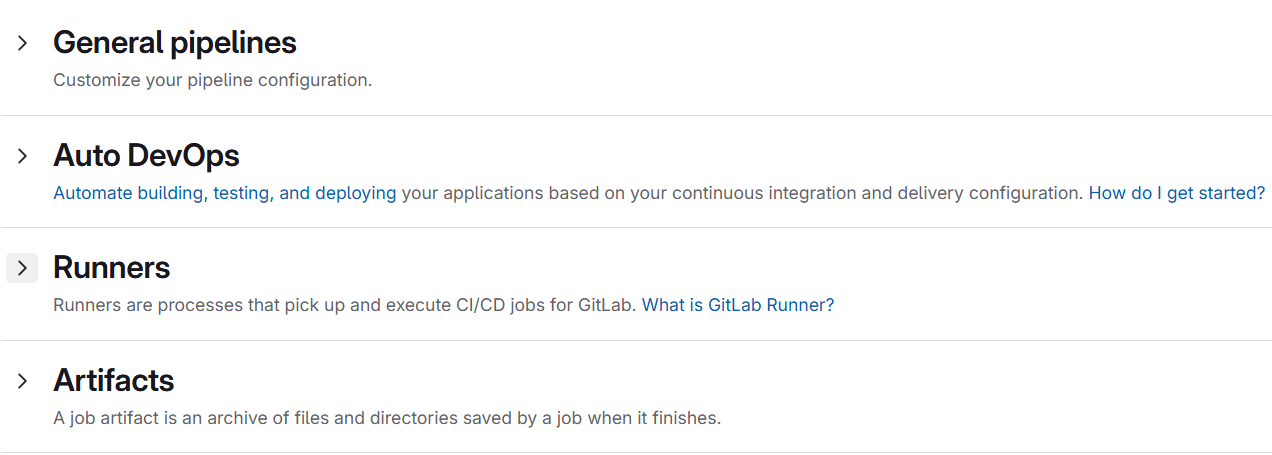 General pipelines
Customize your pipeline configuration.
Auto DevOps
Automate building, testing, and deploying your applications based on your continuous integration and delivery configuration. How do I get started?
Runners
Runners are processes that pick up and execute CI/CD jobs for GitLab. What is GitLab Runner?
Artifacts
A job artifact is an archive of files and directories saved by a job when it finishes.